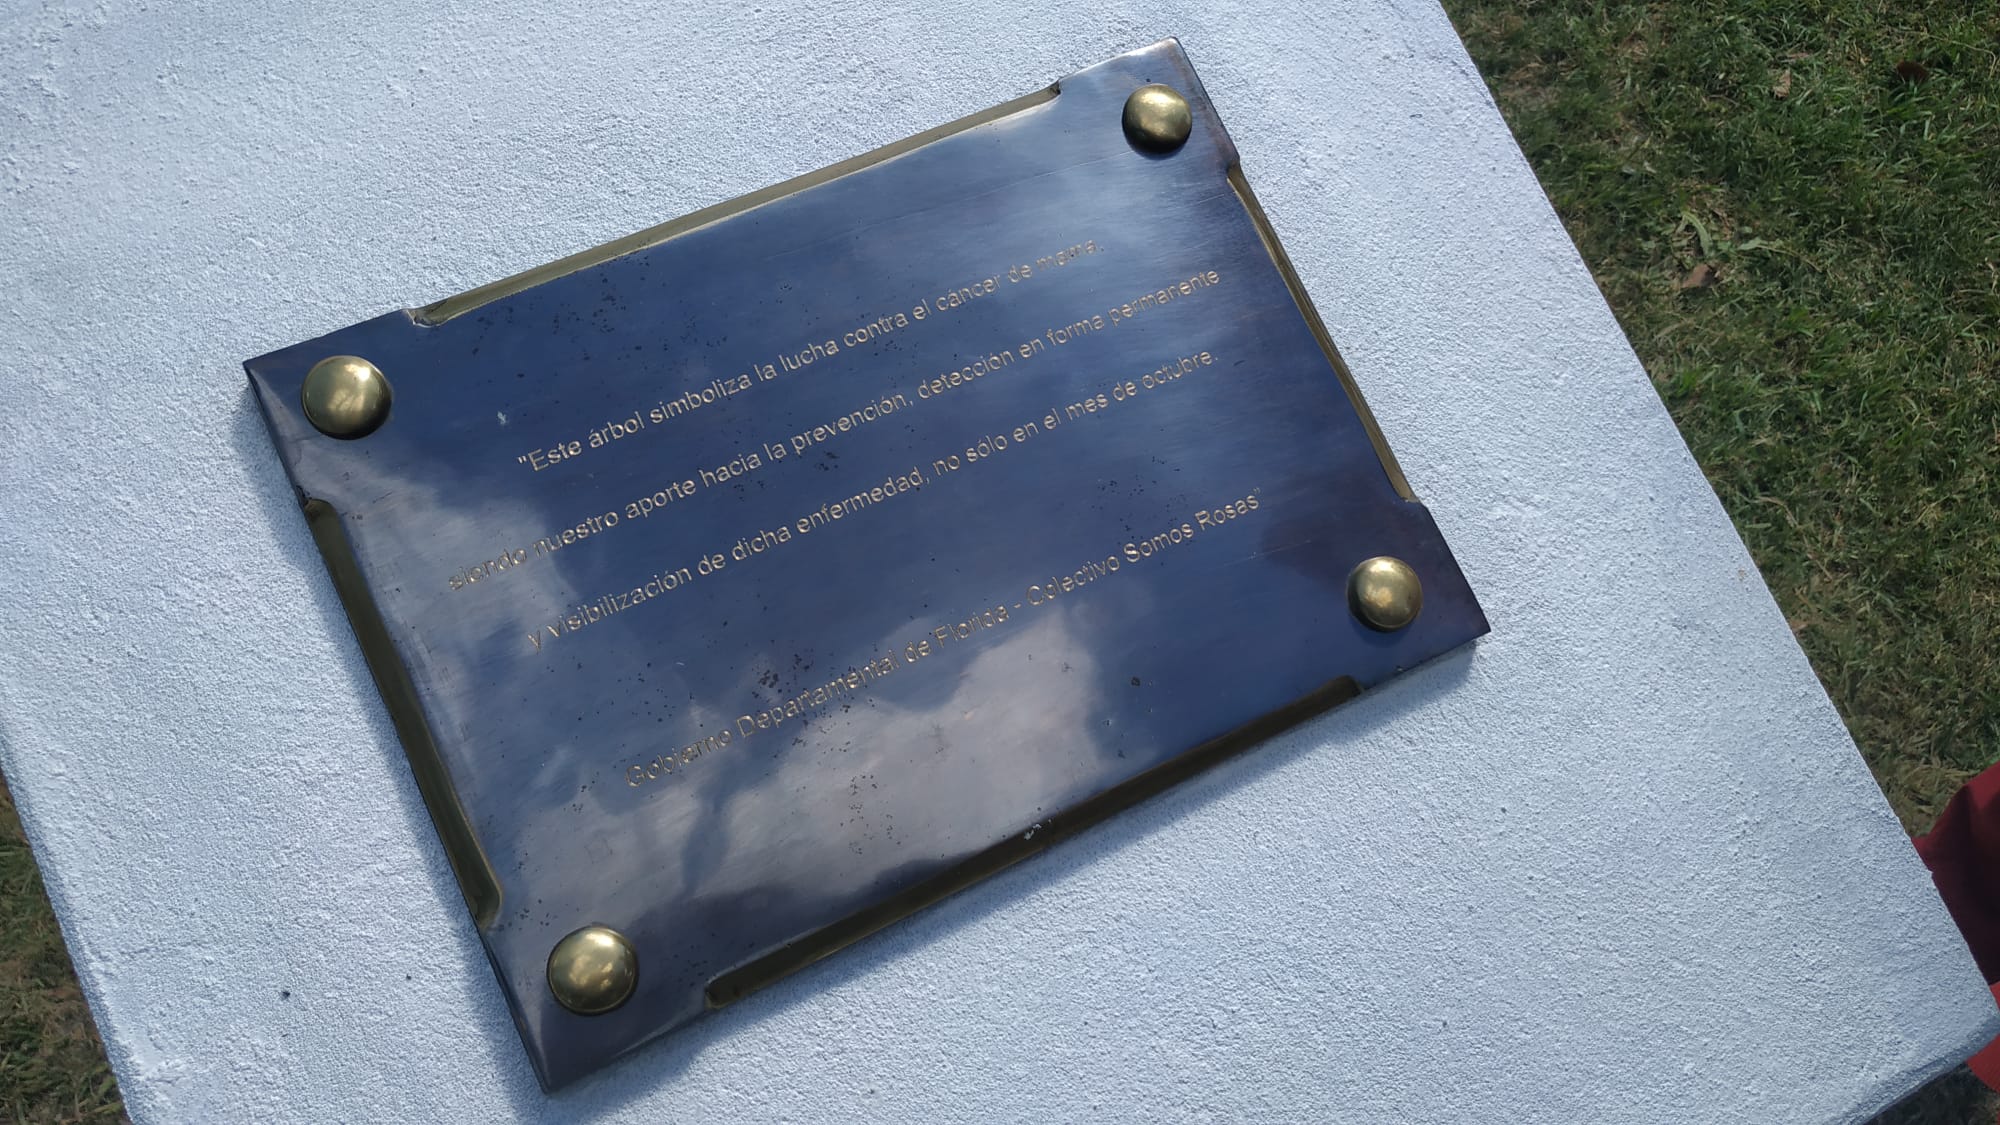 "Este árbol simboliza la lucha contra el cáncer de mama,
siendo nuestro aporte hacia la prevención, detección en forma permanente
y visibilización de dicha enfermedad, no sólo en el mes de octubre.
Gobierno Departamental de Florida - Colectivo Somos Rosas"